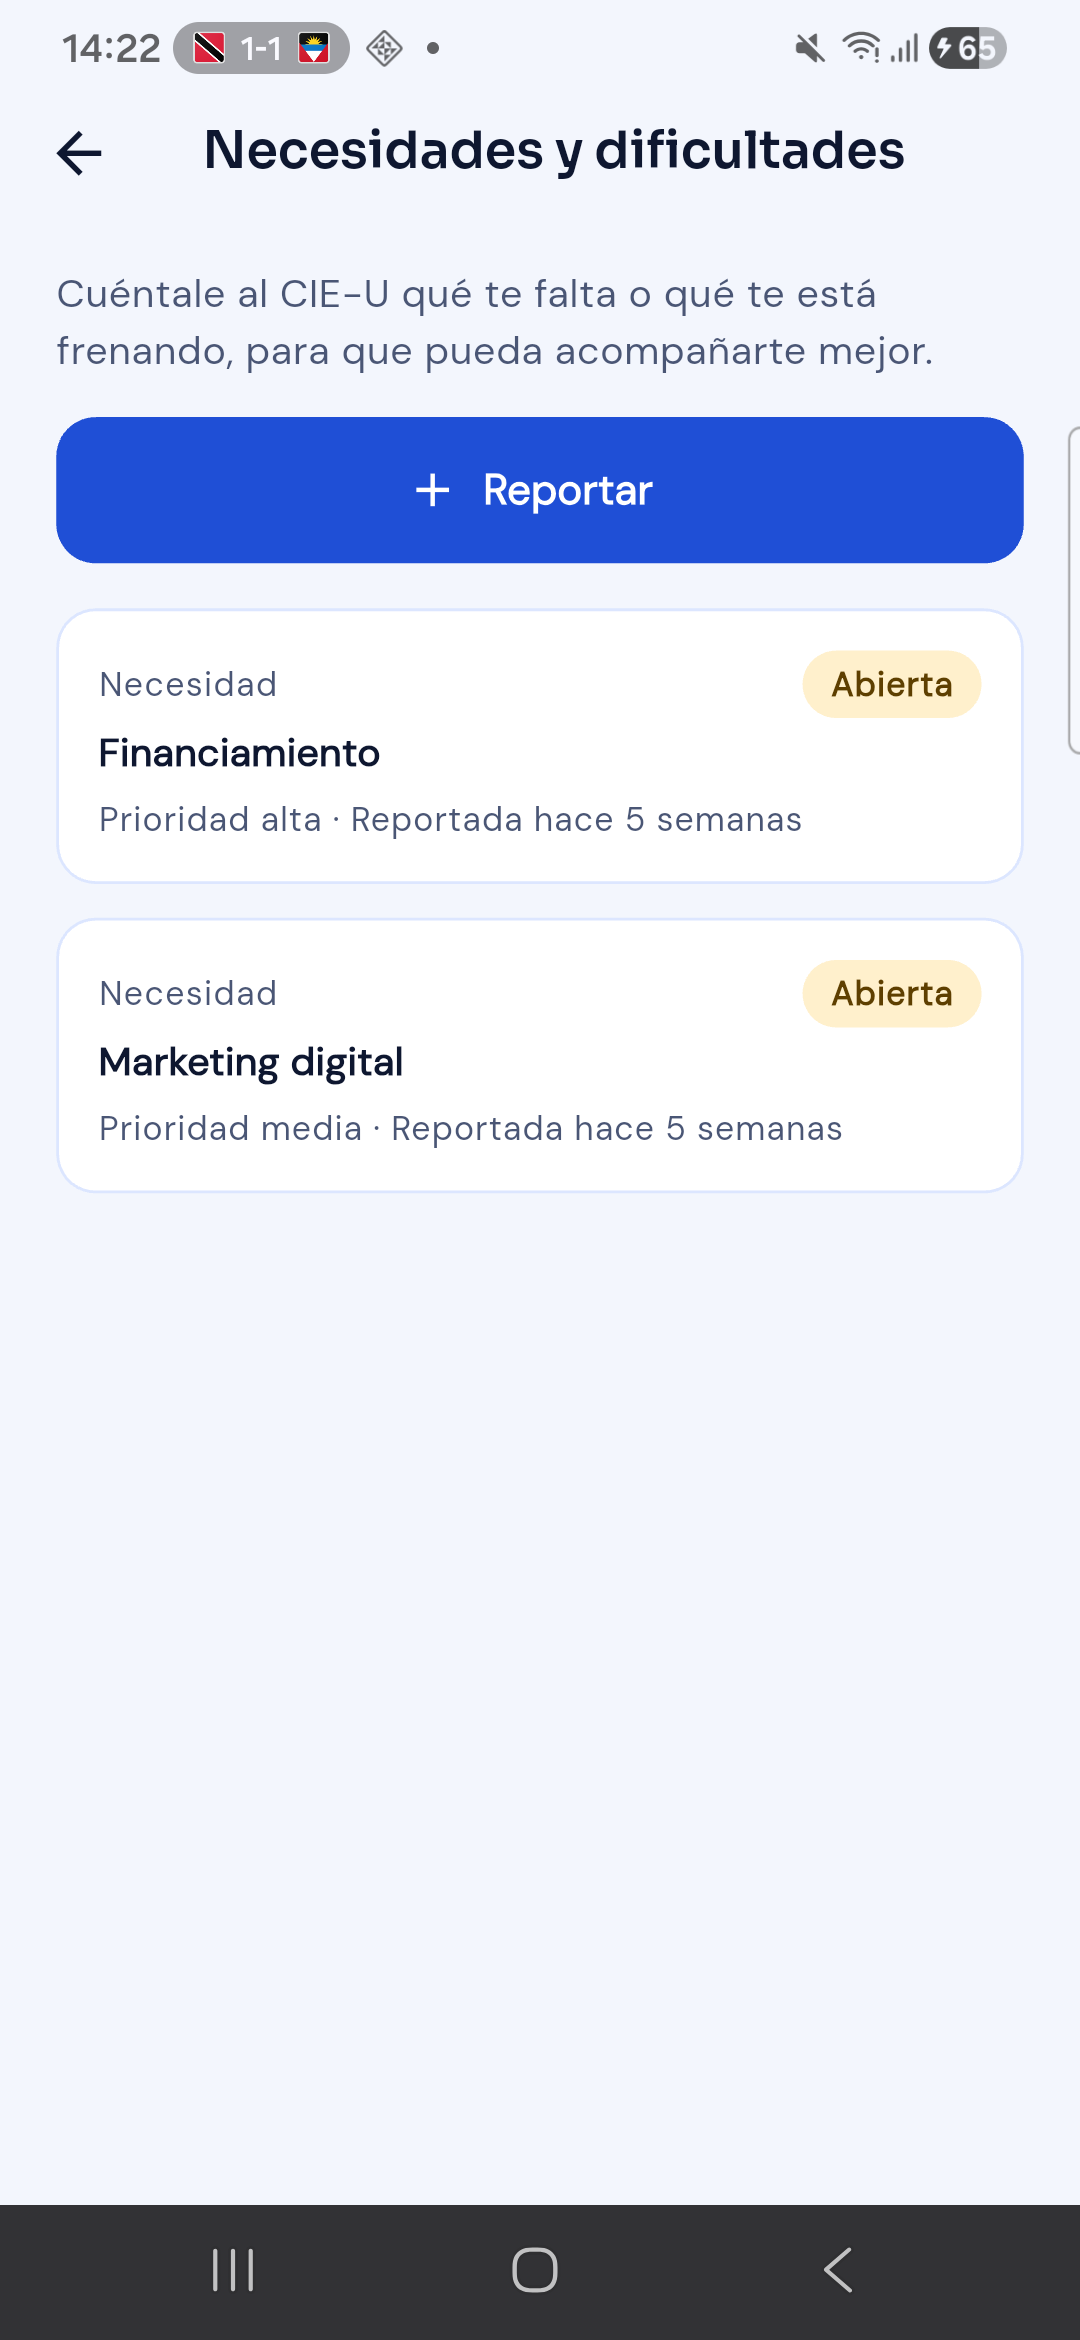 14:22 1-1 65
Necesidades y dificultades
Cuéntale al CIE-U qué te falta o qué te está
frenando, para que pueda acompañarte mejor.
+ Reportar
Necesidad Abierta
Financiamiento
Prioridad alta · Reportada hace 5 semanas
Necesidad Abierta
Marketing digital
Prioridad media · Reportada hace 5 semanas